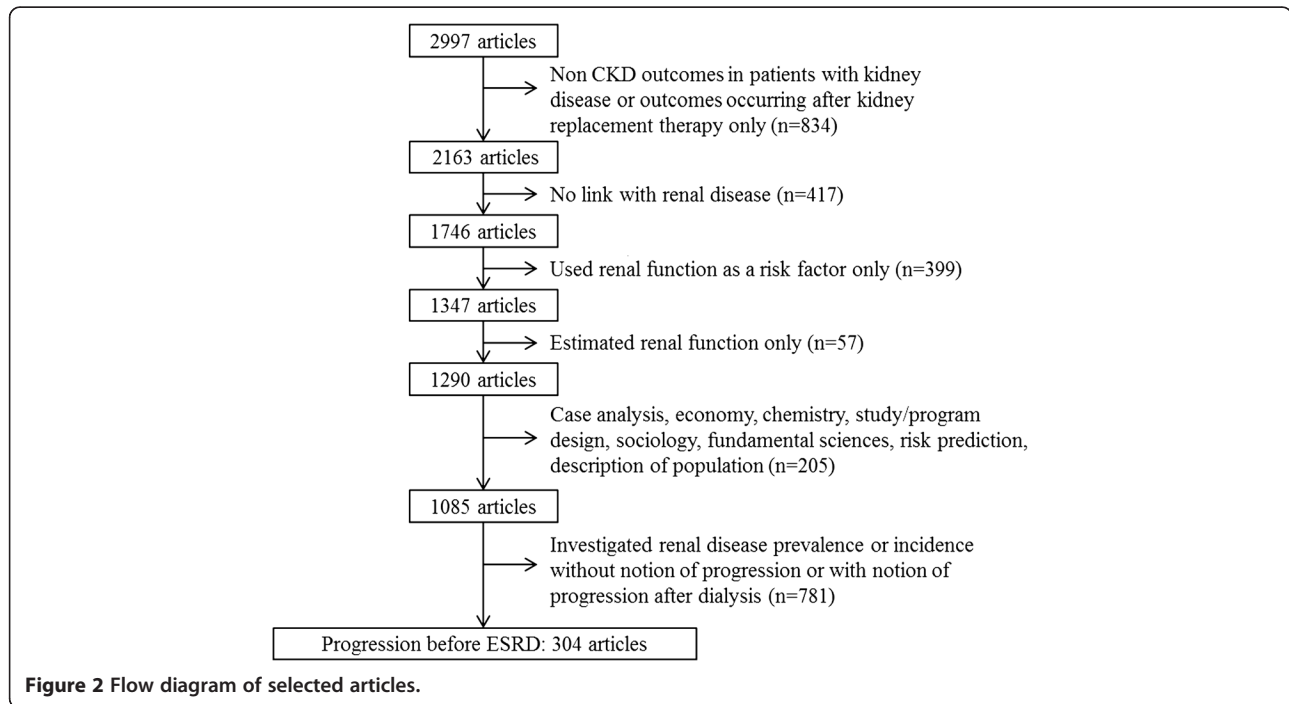 2997 articles
Non CKD outcomes in patients with kidney
disease or outcomes occurring after kidney
replacement therapy only (n=834)
2163 articles
No link with renal disease (n=417)
1746 articles
Used renal function as a risk factor only (n=399)
1347 articles
Estimated renal function only (n=57)
1290 articles
Case analysis, economy, chemistry, study/program
design, sociology, fundamental sciences, risk prediction,
description of population (n=205)
1085 articles
Investigated renal disease prevalence or incidence
without notion of progression or with notion of
progression after dialysis (n=781)
Progression before ESRD: 304 articles
Figure 2 Flow diagram of selected articles.